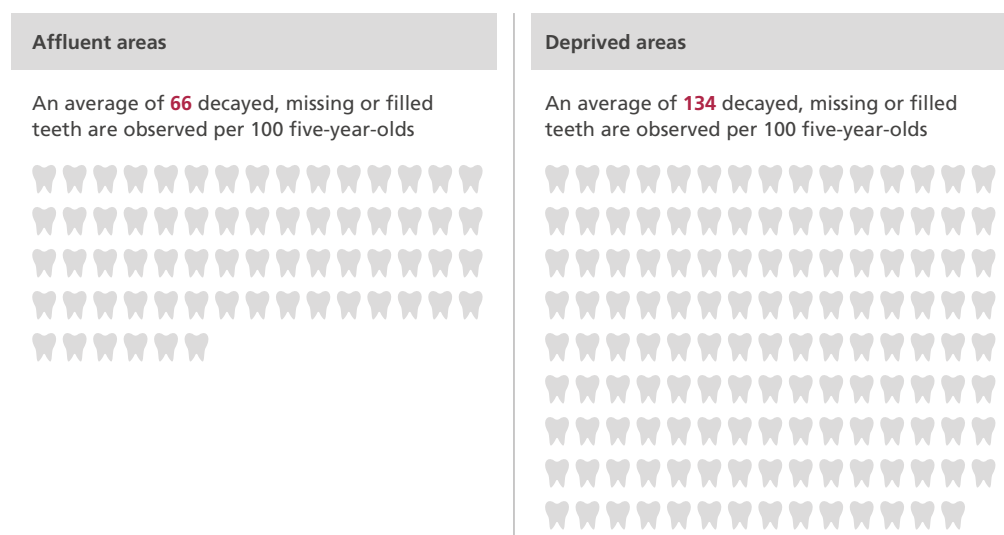 Affluent areas
An average of 66 decayed, missing or filled
teeth are observed per 100 five-year-olds
Deprived areas
An average of 134 decayed, missing or filled
teeth are observed per 100 five-year-olds